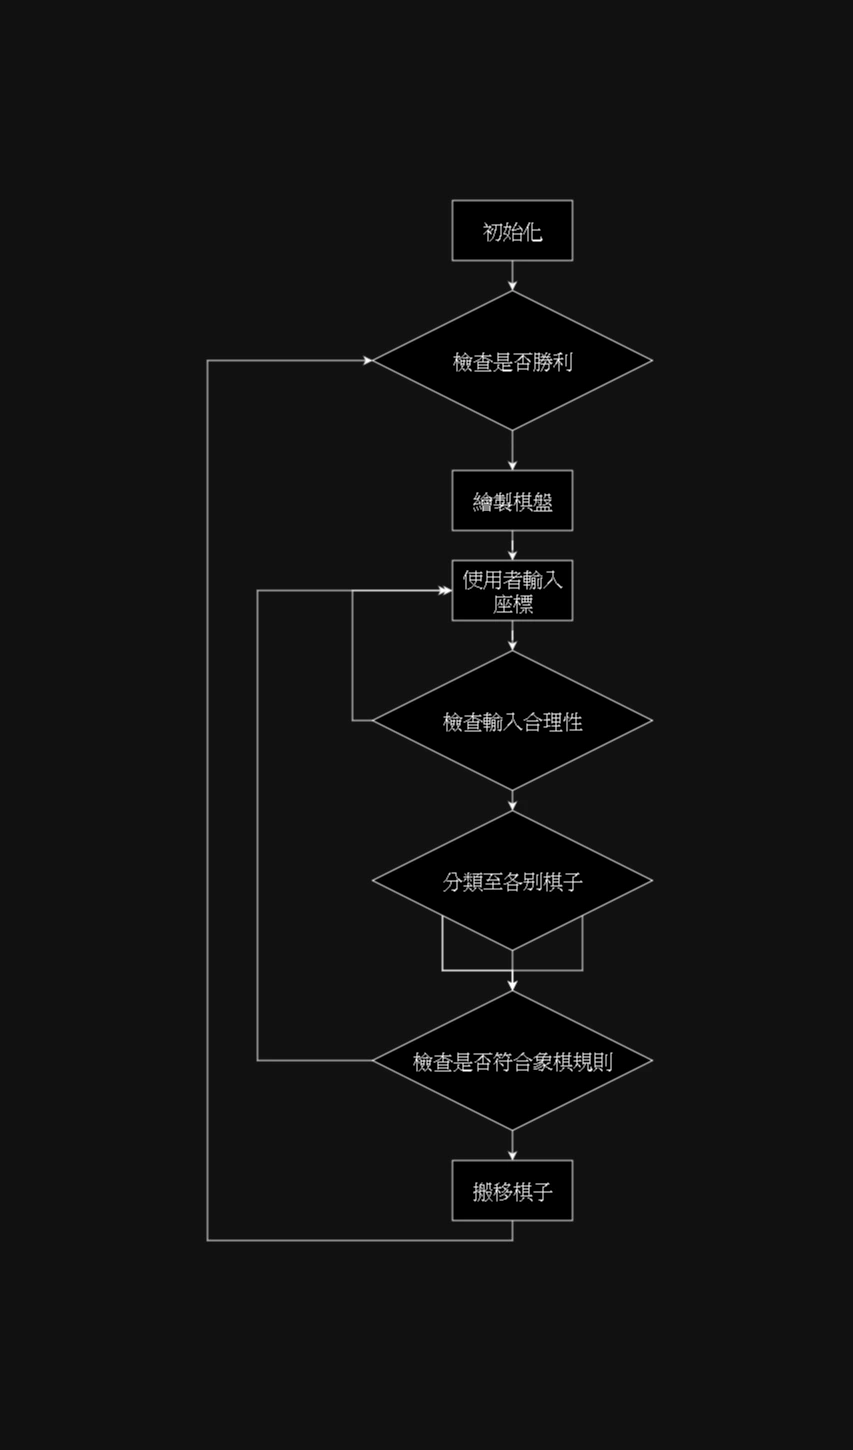 初始化
檢查是否勝利
繪製棋盤
使用者輸入
座標
檢查輸入合理性
分類至各別棋子
檢查是否符合象棋規則
搬移棋子